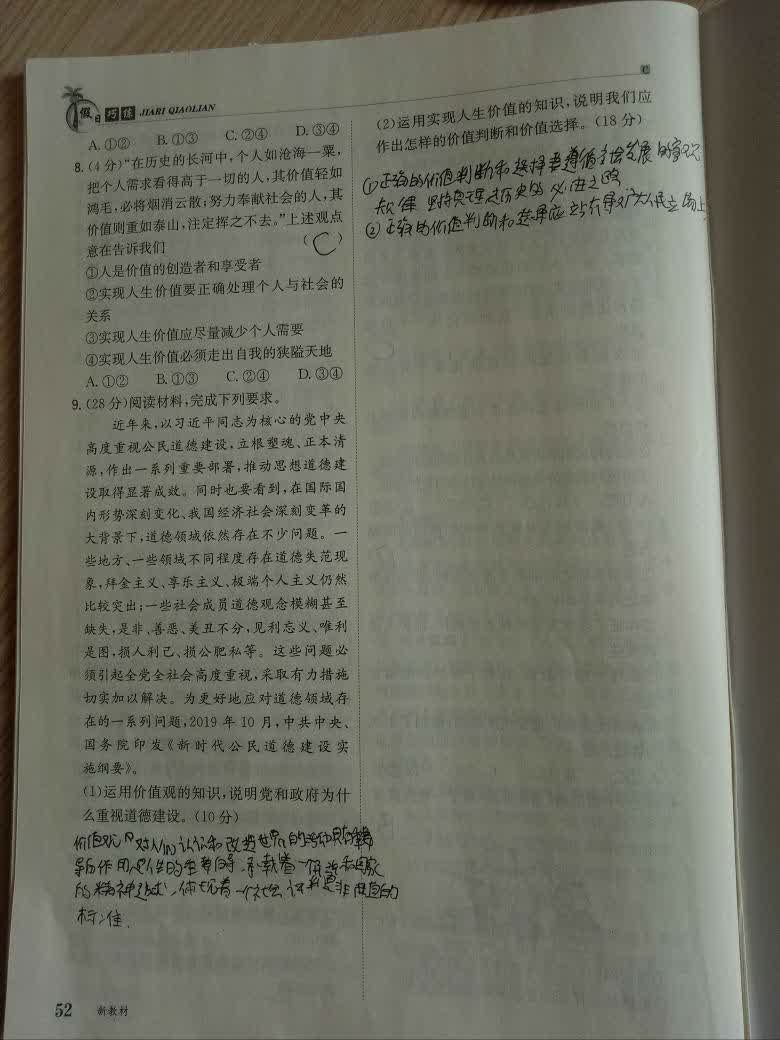 假日巧练 JIARI QIAOLIAN
A.①② B.①③ C.②④ D.③④
8.(4分)“在历史的长河中,个人如沧海一粟,
把个人需求看得高于一切的人,其价值轻如
鸿毛,必将烟消云散;努力奉献社会的人,其
价值则重如泰山,注定挥之不去。”上述观点
意在告诉我们 (C)
①人是价值的创造者和享受者
②实现人生价值要正确处理个人与社会的
关系
③实现人生价值应尽量减少个人需要
④实现人生价值必须走出自我的狭隘天地
A.①② B.①③ C.②④ D.③④
9.(28分)阅读材料,完成下列要求。
近年来,以习近平同志为核心的党中央
高度重视公民道德建设,立根塑魂、正本清
源,作出一系列重要部署,推动思想道德建
设取得显著成效。同时也要看到,在国际国
内形势深刻变化、我国经济社会深刻变革的
大背景下,道德领域依然存在不少问题。一
些地方、一些领域不同程度存在道德失范现
象,拜金主义、享乐主义、极端个人主义仍然
比较突出;一些社会成员道德观念模糊甚至
缺失,是非、善恶、美丑不分,见利忘义、唯利
是图,损人利己、损公肥私等。这些问题必
须引起全党全社会高度重视,采取有力措施
切实加以解决。为更好地应对道德领域存
在的一系列问题,2019年10月,中共中央、
国务院印发《新时代公民道德建设实
施纲要》。
(1)运用价值观的知识,说明党和政府为什
么重视道德建设。(10分)
价值观 对人们认识和改造世界的活动具有重要
导向作用 的重要向导,承载着一个民族和国家
的精神追求,体现着一个社会评判是非曲直的
标准.
52 新教材
C
(2)运用实现人生价值的知识,说明我们应
作出怎样的价值判断和价值选择。(18分)
①正确的价值判断和选择要遵循社会发展的客观
规律 坚持真理是历史的必由之路
②正确的价值判断和选择应站在最广大人民立场上